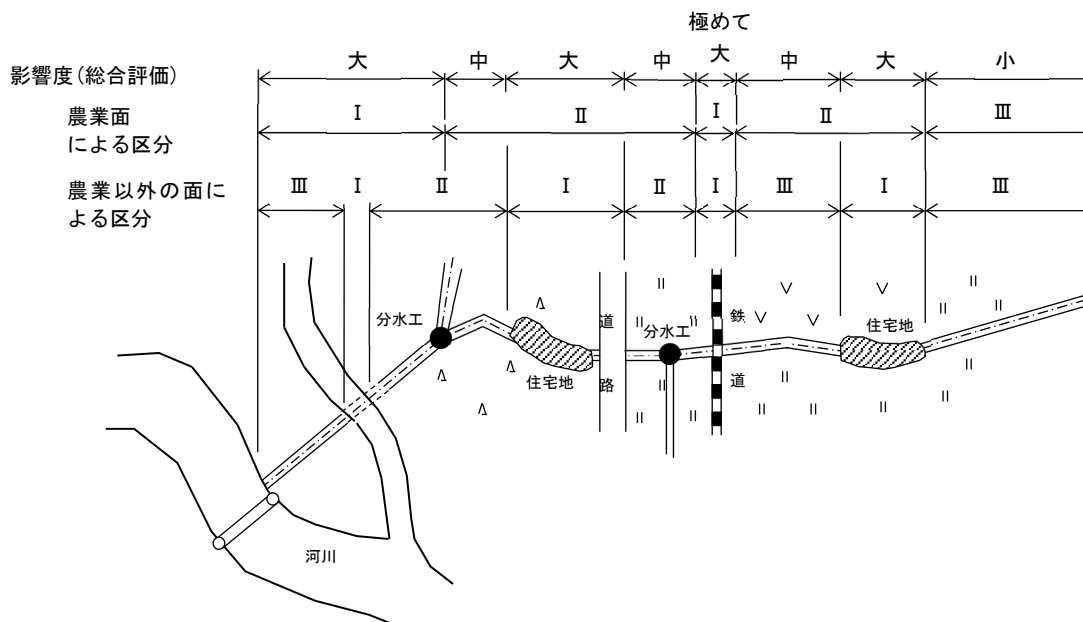 極めて
影響度(総合評価)
大 中 大 中 大 中 大 小
農業面
による区分
Ⅰ Ⅱ Ⅰ Ⅱ Ⅲ
農業以外の面に
よる区分
Ⅲ Ⅰ Ⅱ Ⅰ Ⅱ Ⅰ Ⅲ Ⅰ Ⅲ
分水工
道
路
分水工
鉄
道
住宅地
住宅地
河川